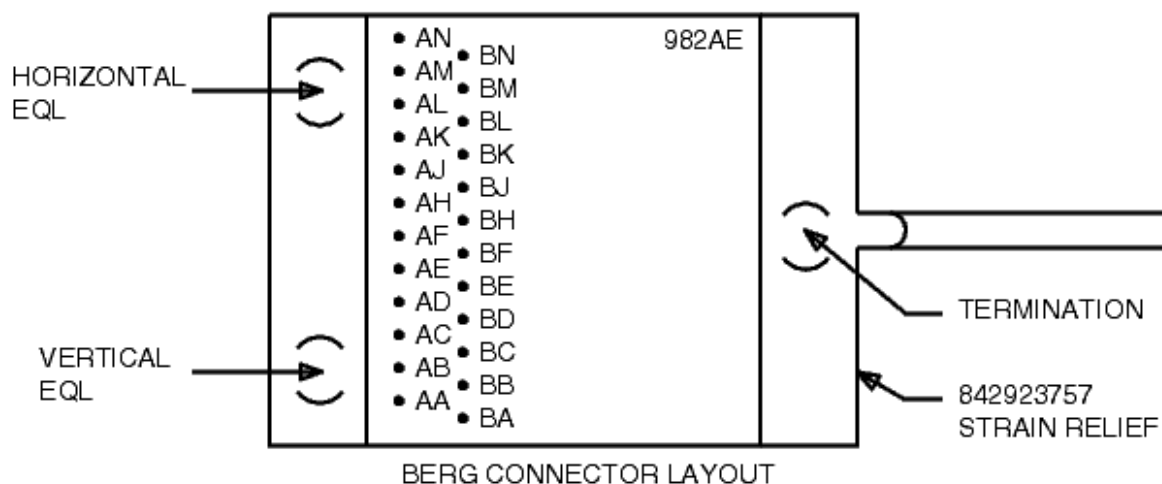 HORIZONTAL
EQL
VERTICAL
EQL
AN
AM
AL
AK
AJ
AH
AF
AE
AD
AC
AB
AA
BN
BM
BL
BK
BJ
BH
BF
BE
BD
BC
BB
BA
982AE
TERMINATION
842923757
STRAIN RELIEF
BERG CONNECTOR LAYOUT